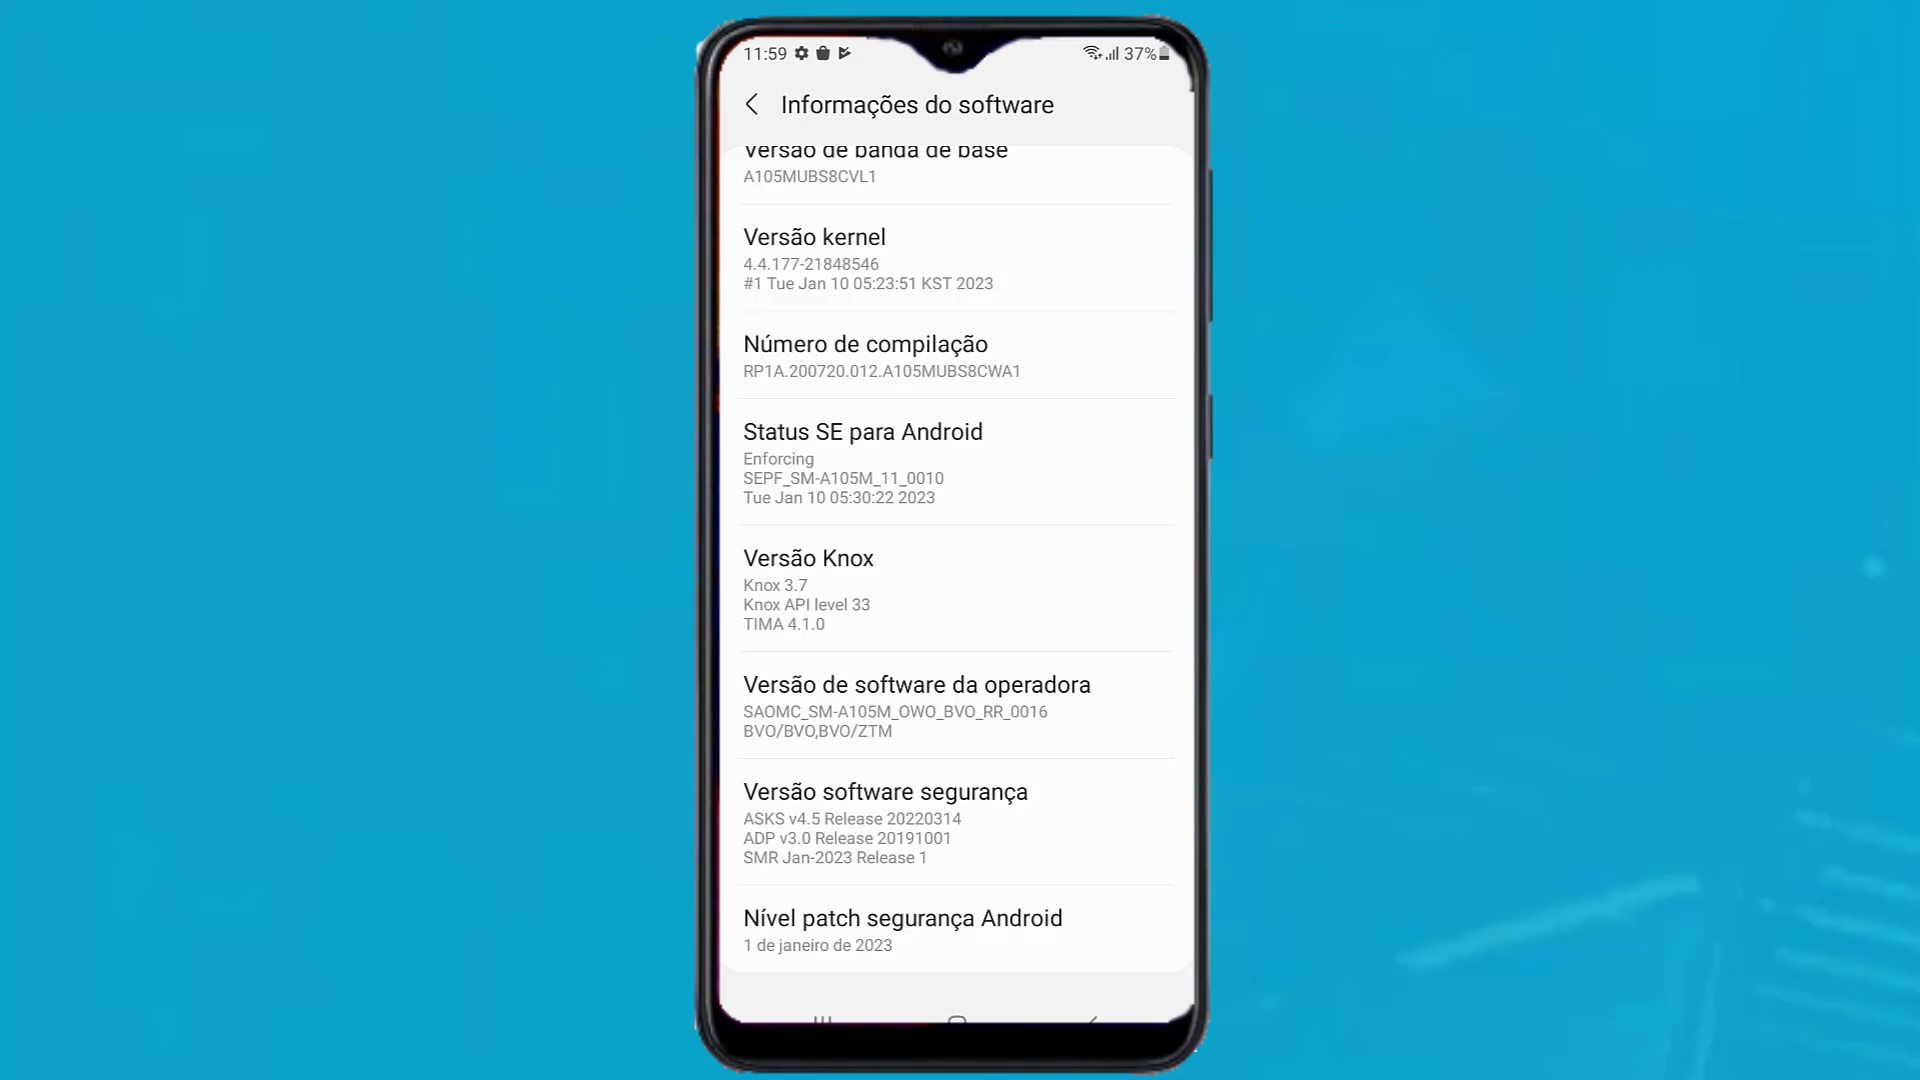 11:59
37%
Informações do software
Versão de banda de base
A105MUBS8CVL1
Versão kernel
4.4.177-21848546
#1 Tue Jan 10 05:23:51 KST 2023
Número de compilação
RP1A.200720.012.A105MUBS8CWA1
Status SE para Android
Enforcing
SEPF_SM-A105M_11_0010
Tue Jan 10 05:30:22 2023
Versão Knox
Knox 3.7
Knox API level 33
TIMA 4.1.0
Versão de software da operadora
SAOMC_SM-A105M_OWO_BVO_RR_0016
BVO/BVO,BVO/ZTM
Versão software segurança
ASKS v4.5 Release 20220314
ADP v3.0 Release 20191001
SMR Jan-2023 Release 1
Nível patch segurança Android
1 de janeiro de 2023